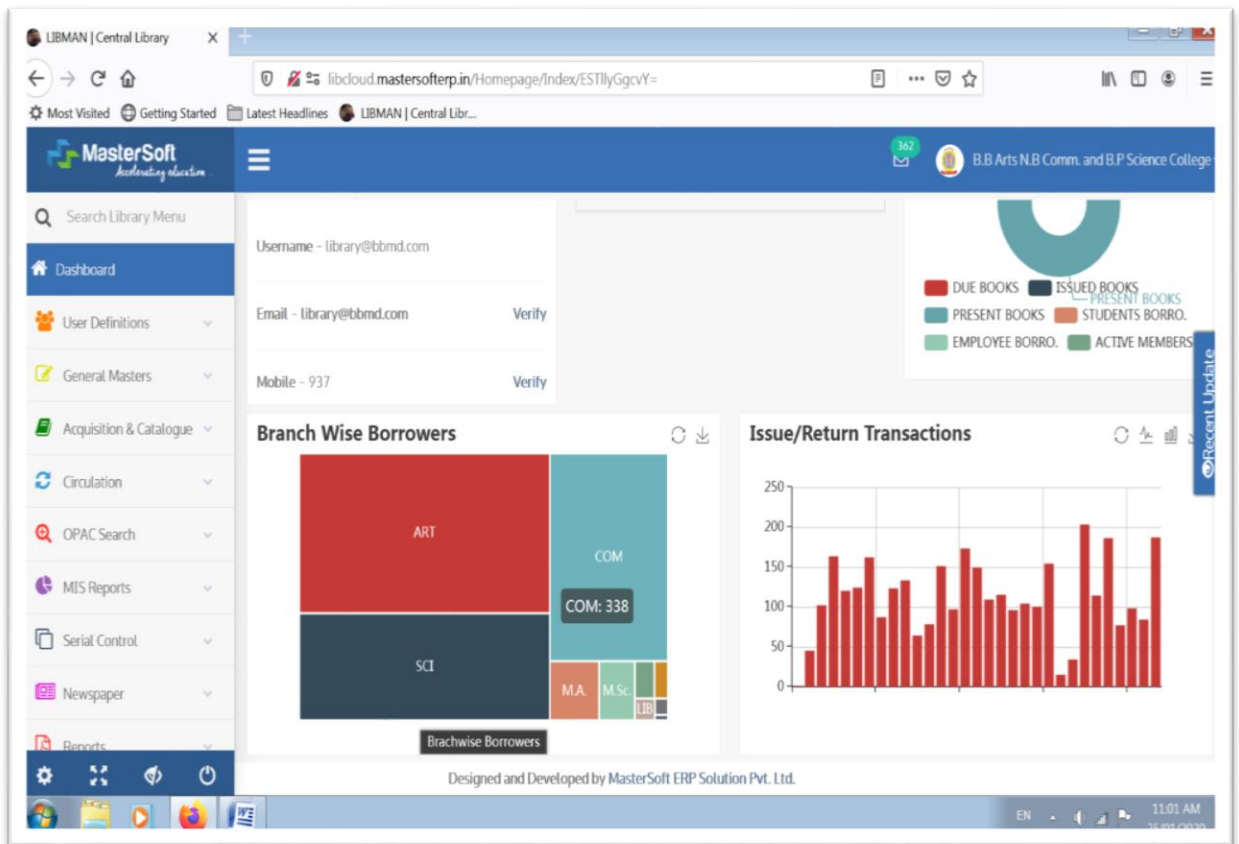 LIBMAN | Central Library
libcloud.mastersofterp.in/Homepage/Index/ESTllyGgcvY=
Most Visited Getting Started Latest Headlines LIBMAN | Central Libr...
MasterSoft
Accelerating education
362
B.B Arts N.B Comm. and B.P Science College
Search Library Menu
Dashboard
User Definitions
General Masters
Acquisition & Catalogue
Circulation
OPAC Search
MIS Reports
Serial Control
Newspaper
Reports
Username - library@bbmd.com
Email - library@bbmd.com Verify
Mobile - 937 Verify
DUE BOOKS ISSUED BOOKS
PRESENT BOOKS
PRESENT BOOKS STUDENTS BORRO.
EMPLOYEE BORRO. ACTIVE MEMBERS
Recent Update
Branch Wise Borrowers
ART
COM
COM: 338
SCI
M.A. M.Sc.
LIB
Brachwise Borrowers
Issue/Return Transactions
250
200
150
100
50
0
Designed and Developed by MasterSoft ERP Solution Pvt. Ltd.
EN
11:01 AM
25/01/2020